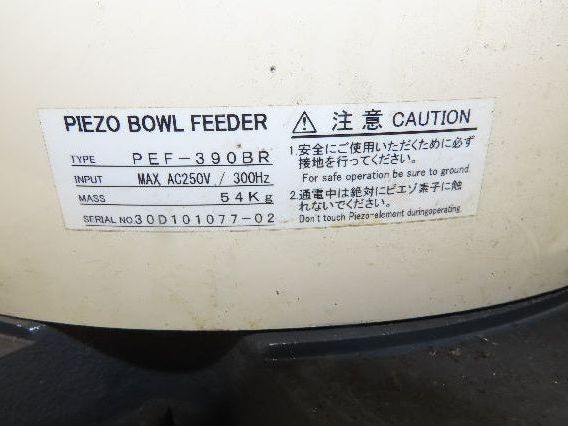 PIEZO BOWL FEEDER
TYPE PEF-390BR
INPUT MAX AC250V / 300Hz
MASS 54Kg
SERIAL NO 30D101077-02
注意 CAUTION
1.安全にご使用いただくために必ず
接地を行ってください。
For safe operation be sure to ground
2.通電中は絶対にピエゾ素子に触
れないでください。
Don't touch Piezo-element duringoperating